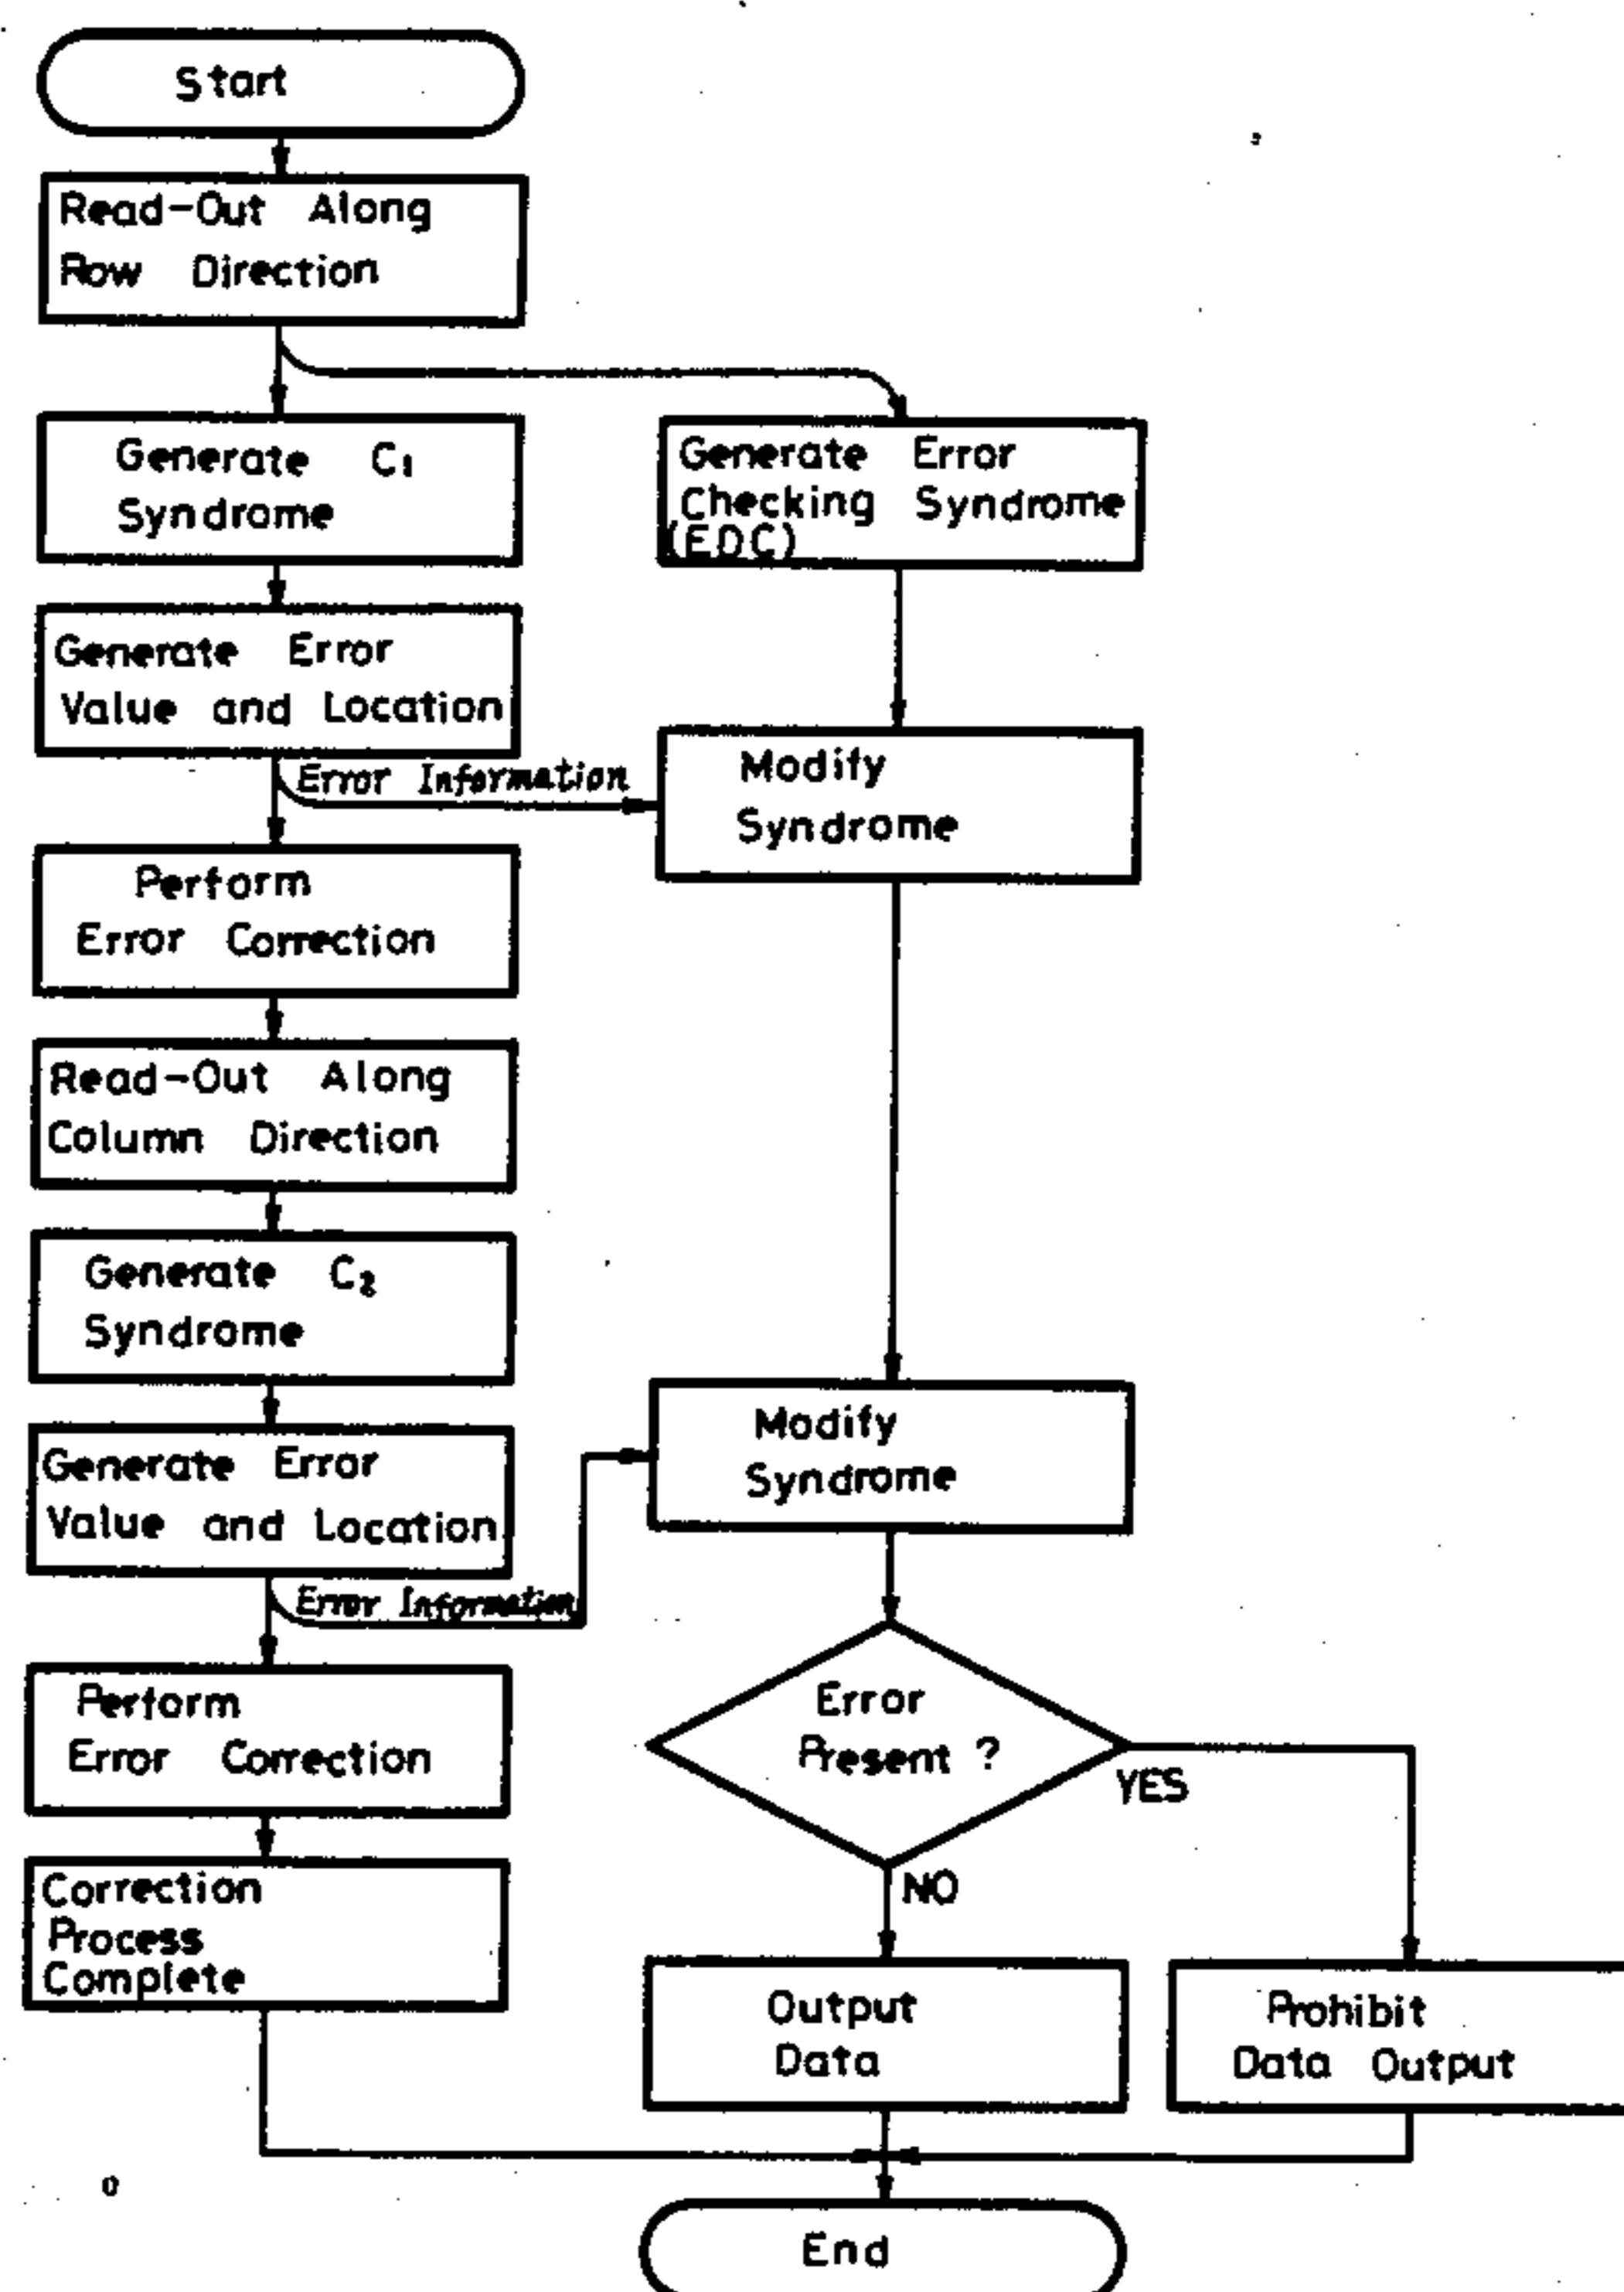 Start
Read-Out Along
Row Direction
Generate C1
Syndrome
Generate Error
Checking Syndrome
(EDC)
Generate Error
Value and Location
Error Information
Modify
Syndrome
Perform
Error Correction
Read-Out Along
Column Direction
Generate C2
Syndrome
Generate Error
Value and Location
Error Information
Modify
Syndrome
Perform
Error Correction
Error
Present ?
YES
NO
Correction
Process
Complete
Output
Data
Prohibit
Data Output
End